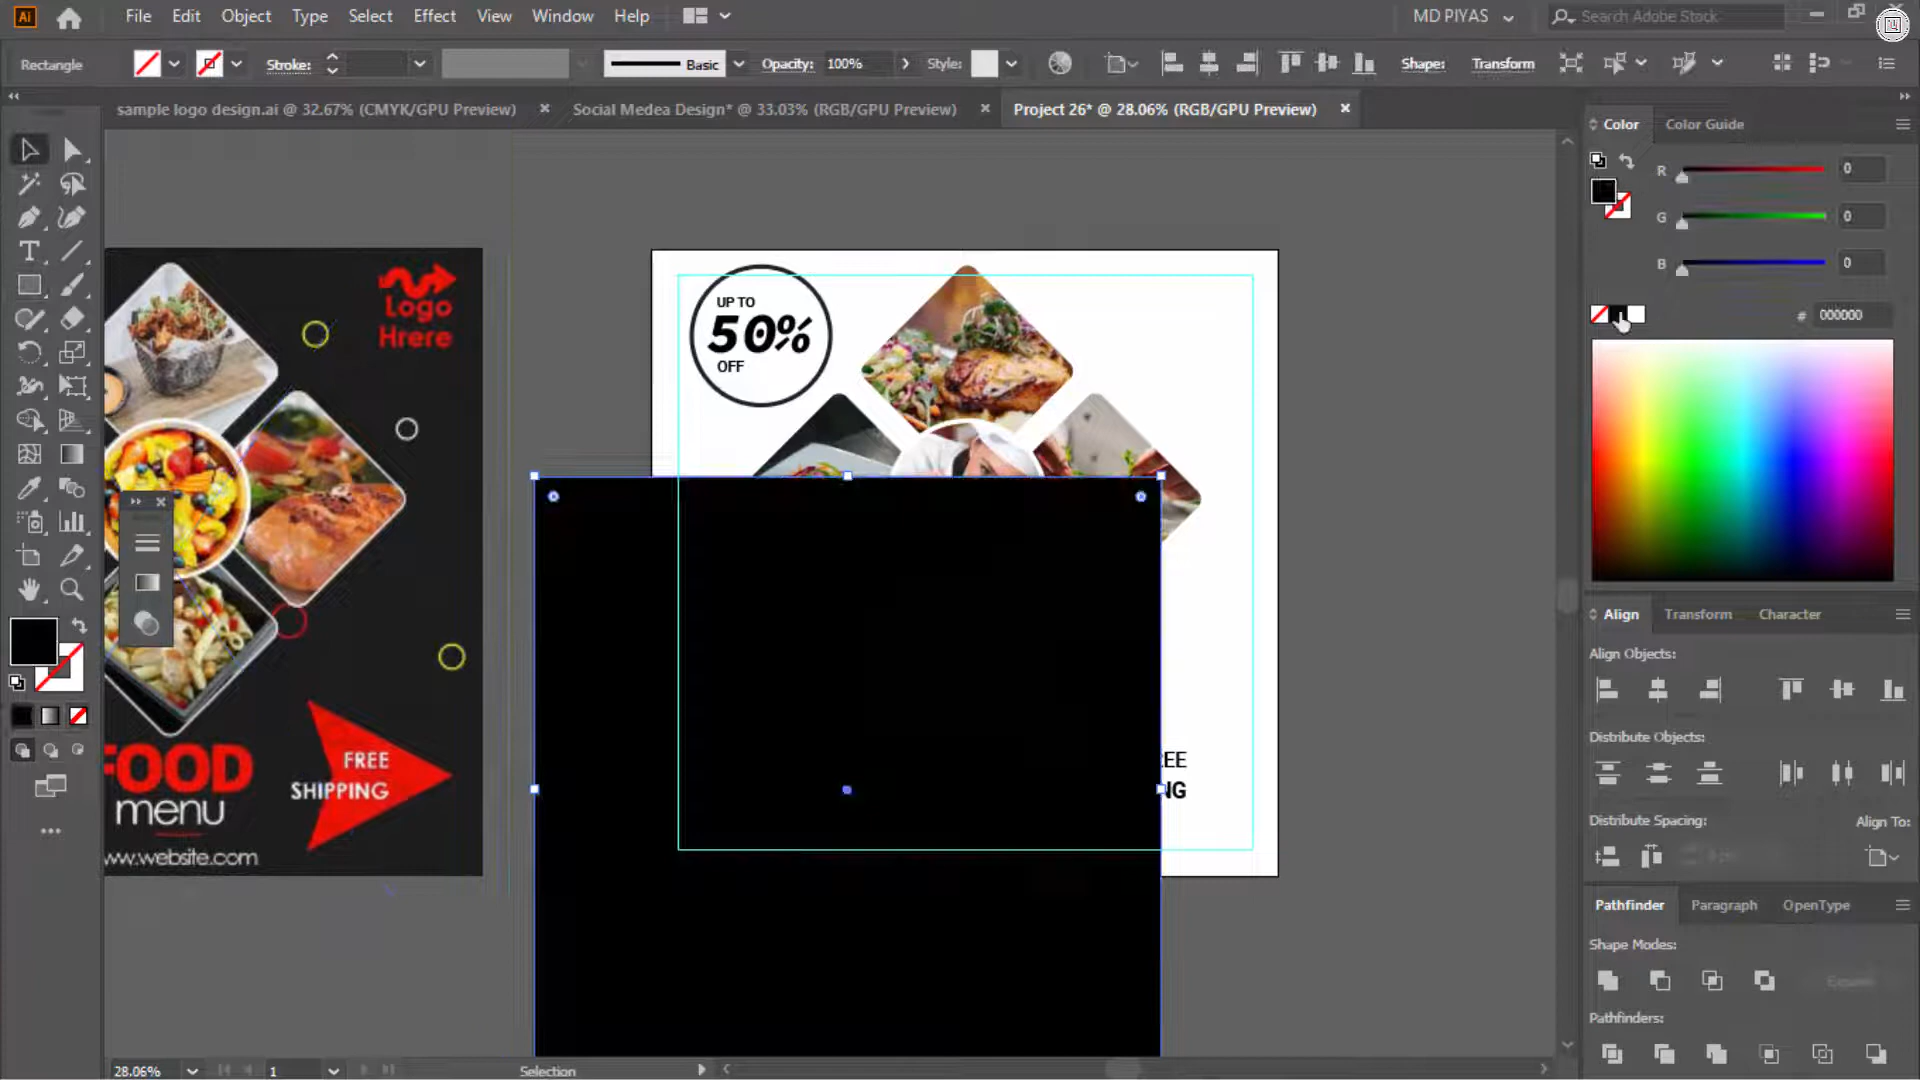 Ai File Edit Object Type Select Effect View Window Help MD PIYAS Search Adobe Stock
Rectangle Stroke: Basic Opacity: 100% Style: Shape: Transform
sample logo design.ai @ 32.67% (CMYK/GPU Preview) Social Medea Design* @ 33.03% (RGB/GPU Preview) Project 26* @ 28.06% (RGB/GPU Preview)
Color Color Guide
R 0
G 0
B 0
# 000000
Logo
Hrere
UP TO
50%
OFF
FOOD
menu
ww.website.com
FREE
SHIPPING
REE
NG
Align Transform Character
Align Objects:
Distribute Objects:
Distribute Spacing: Align To:
Pathfinder Paragraph OpenType
Shape Modes:
Expand
Pathfinders:
28.06% 1 Selection